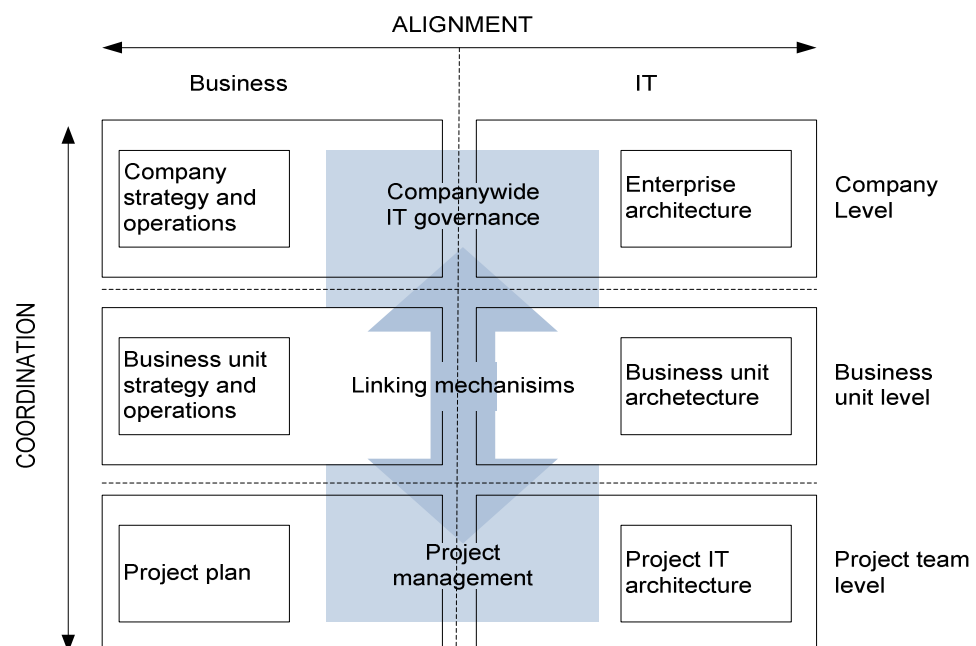 ALIGNMENT
Business
IT
Company
strategy and
operations
Companywide
IT governance
Enterprise
architecture
Company
Level
COORDINATION
Business unit
strategy and
operations
Linking mechanisims
Business unit
archetecture
Business
unit level
Project plan
Project
management
Project IT
architecture
Project team
level